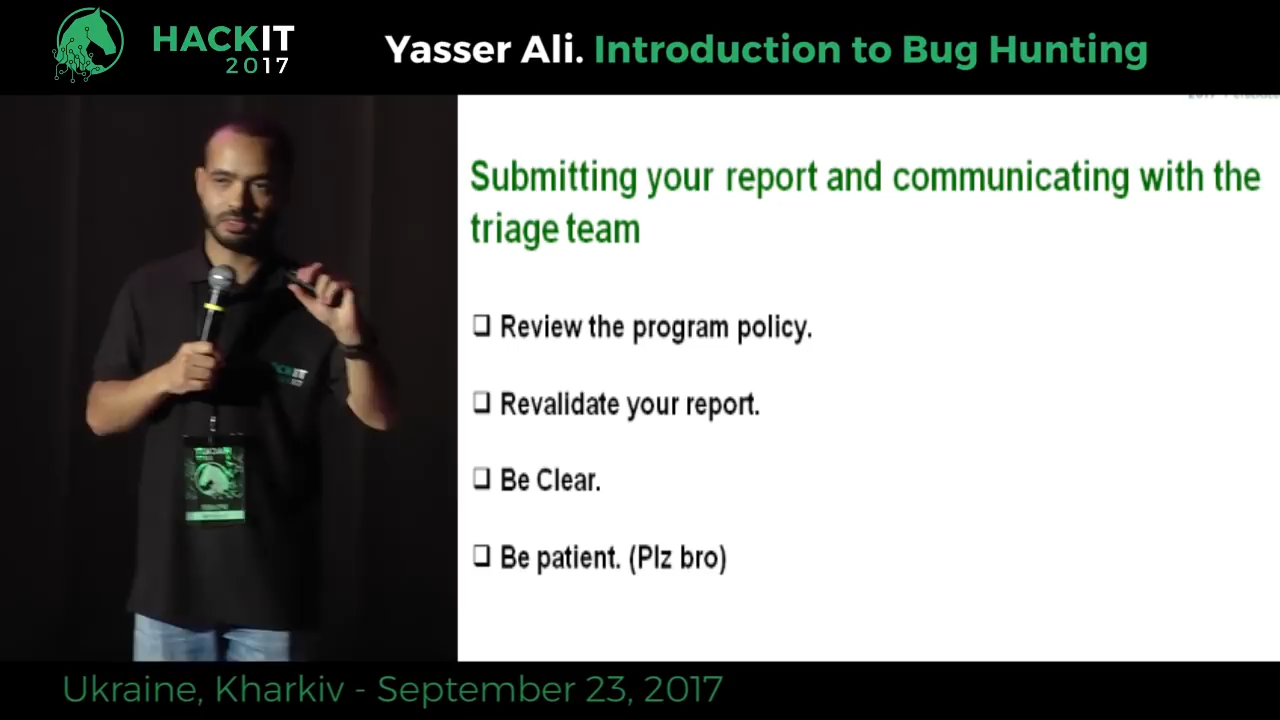 HACKIT
2017
Yasser Ali. Introduction to Bug Hunting
Submitting your report and communicating with the
triage team
❑ Review the program policy.
❑ Revalidate your report.
❑ Be Clear.
❑ Be patient. (Plz bro)
Ukraine, Kharkiv - September 23, 2017